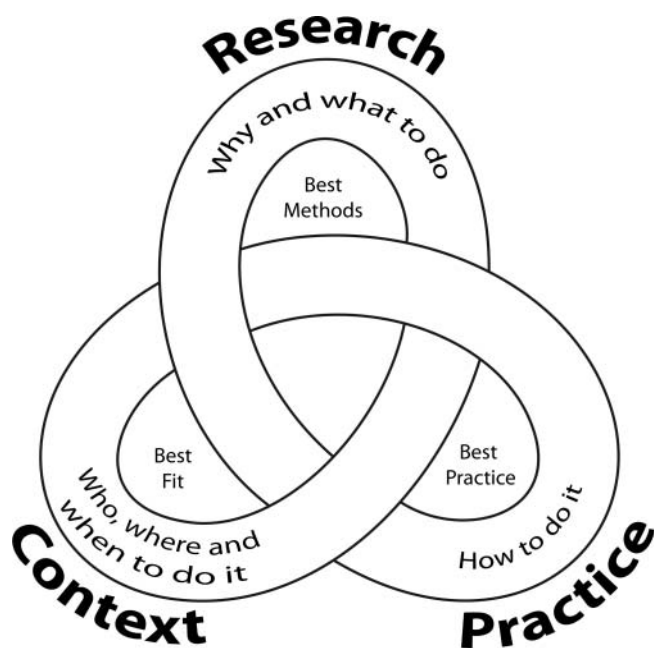 Research
Why and what to do
Best
Methods
Best
Fit
Best
Practice
Who, where and
when to do it
How to do it
Context
Practice